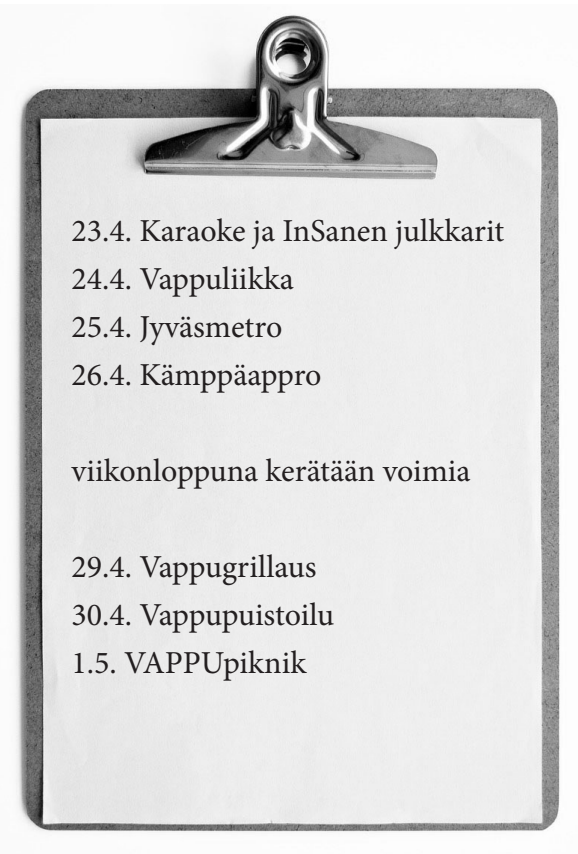 23.4. Karaoke ja InSanen julkkarit
24.4. Vappuliikka
25.4. Jyväsmetro
26.4. Kämppäappro
viikonloppuna kerätään voimia
29.4. Vappugrillaus
30.4. Vappupuistoilu
1.5. VAPPUpiknik